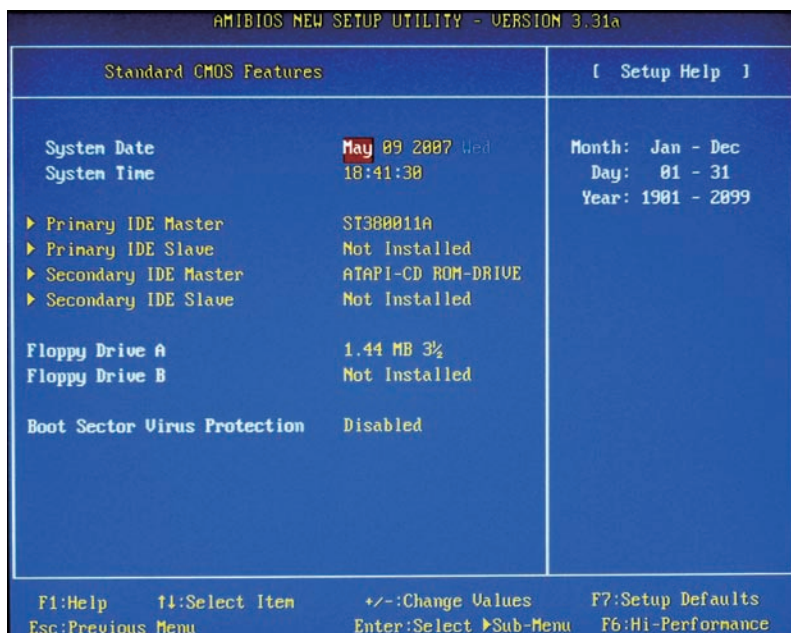 AMIBIOS NEW SETUP UTILITY - VERSION 3.31a
Standard CMOS Features
[ Setup Help ]
System Date May 09 2007 Wed
System Time 18:41:30
Month: Jan - Dec
Day: 01 - 31
Year: 1901 - 2099
▶ Primary IDE Master ST380011A
▶ Primary IDE Slave Not Installed
▶ Secondary IDE Master ATAPI-CD ROM-DRIVE
▶ Secondary IDE Slave Not Installed
Floppy Drive A 1.44 MB 3½
Floppy Drive B Not Installed
Boot Sector Virus Protection Disabled
F1:Help ↑↓:Select Item +/-:Change Values F7:Setup Defaults
Esc:Previous Menu Enter:Select ▶Sub-Menu F6:Hi-Performance